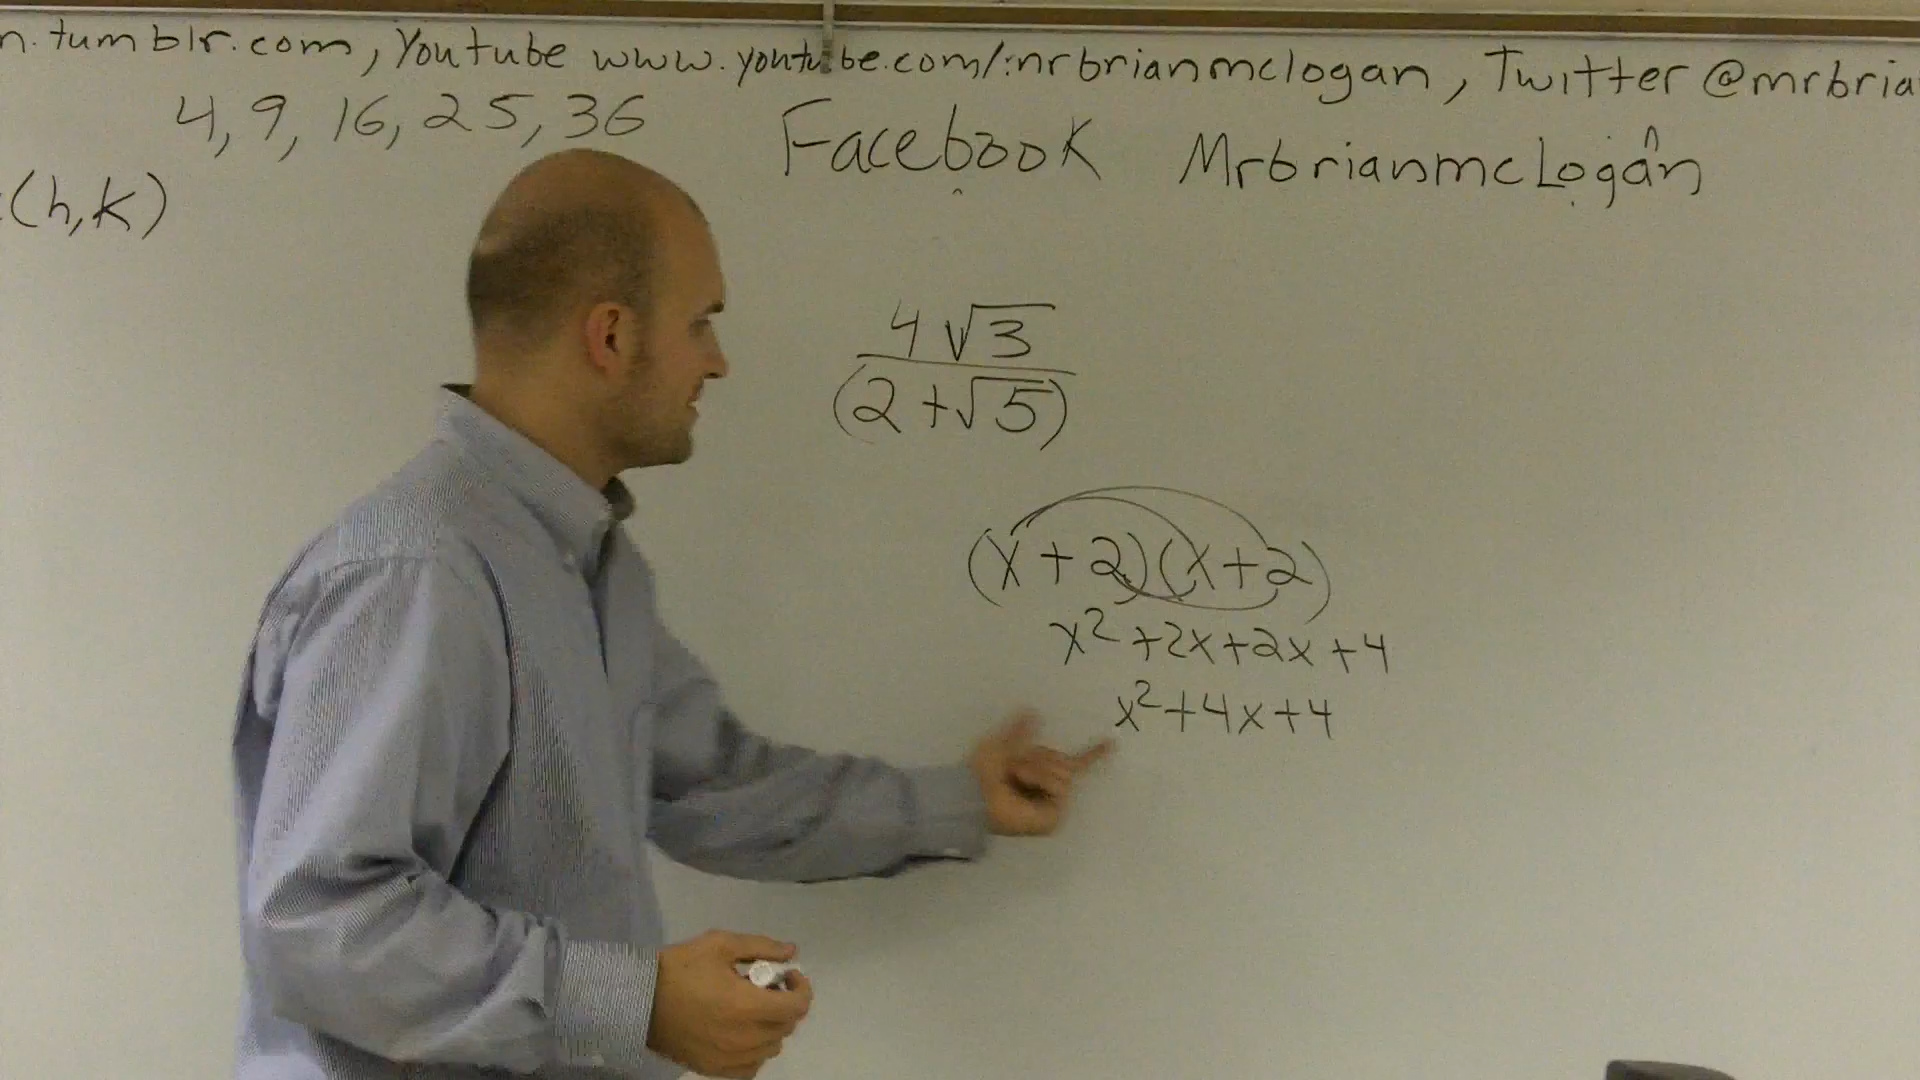 n.tumblr.com, Youtube www.youtube.com/mrbrianmclogan, Twitter @mrbria
4, 9, 16, 25, 36
Facebook MrbrianmcLogan
(h,k)
4√3
(2+√5)
(x+2)(x+2)
x²+2x+2x+4
x²+4x+4